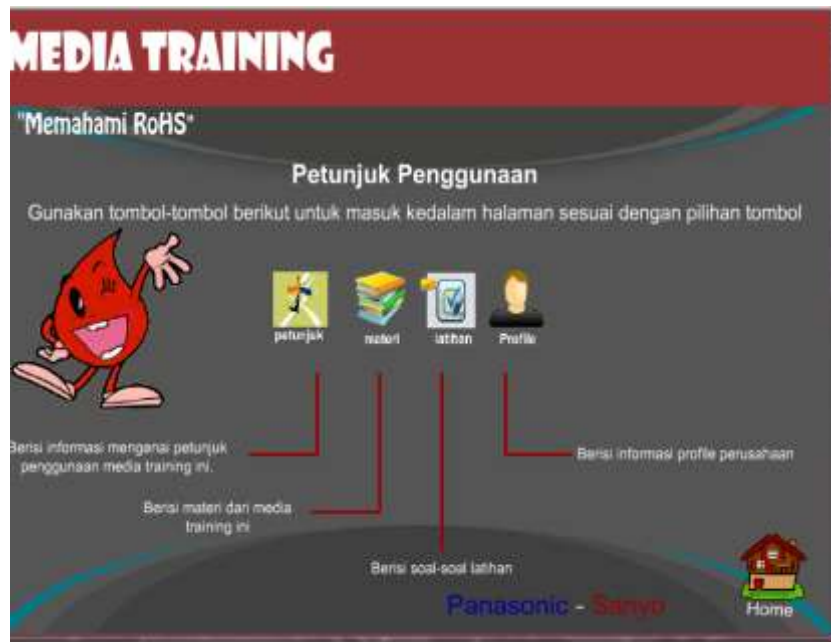 MEDIA TRAINING
"Memahami RoHS"
Petunjuk Penggunaan
Gunakan tombol-tombol berikut untuk masuk kedalam halaman sesuai dengan pilihan tombol
petunjuk
materi
latihan
Profile
Berisi informasi mengenai petunjuk
penggunaan media training ini.
Berisi informasi profile perusahaan
Berisi materi dari media
training ini
Berisi soal-soal latihan
Panasonic - Sanyo
Home